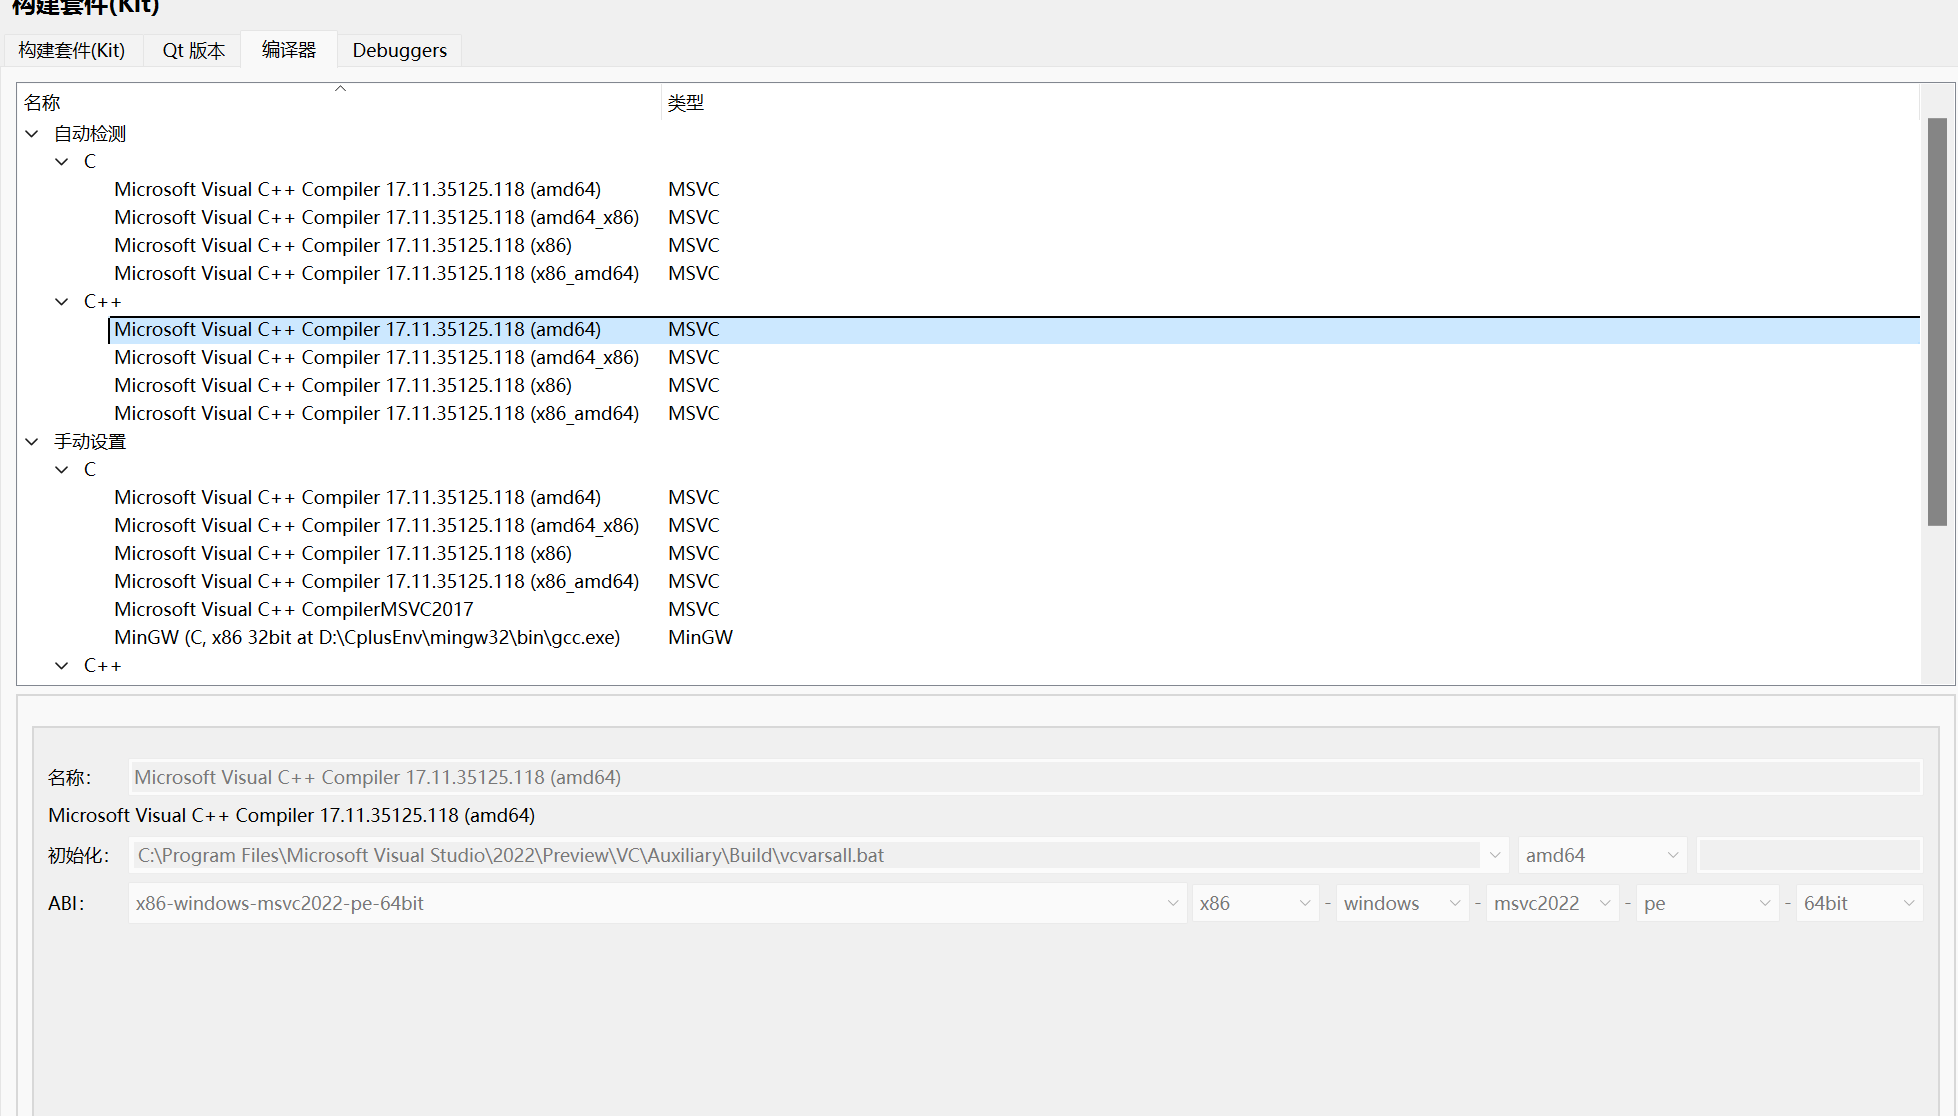 构建套件(Kit)
构建套件(Kit) Qt 版本 编译器 Debuggers
名称 类型
自动检测
C
Microsoft Visual C++ Compiler 17.11.35125.118 (amd64) MSVC
Microsoft Visual C++ Compiler 17.11.35125.118 (amd64_x86) MSVC
Microsoft Visual C++ Compiler 17.11.35125.118 (x86) MSVC
Microsoft Visual C++ Compiler 17.11.35125.118 (x86_amd64) MSVC
C++
Microsoft Visual C++ Compiler 17.11.35125.118 (amd64) MSVC
Microsoft Visual C++ Compiler 17.11.35125.118 (amd64_x86) MSVC
Microsoft Visual C++ Compiler 17.11.35125.118 (x86) MSVC
Microsoft Visual C++ Compiler 17.11.35125.118 (x86_amd64) MSVC
手动设置
C
Microsoft Visual C++ Compiler 17.11.35125.118 (amd64) MSVC
Microsoft Visual C++ Compiler 17.11.35125.118 (amd64_x86) MSVC
Microsoft Visual C++ Compiler 17.11.35125.118 (x86) MSVC
Microsoft Visual C++ Compiler 17.11.35125.118 (x86_amd64) MSVC
Microsoft Visual C++ CompilerMSVC2017 MSVC
MinGW (C, x86 32bit at D:\CplusEnv\mingw32\bin\gcc.exe) MinGW
C++
名称： Microsoft Visual C++ Compiler 17.11.35125.118 (amd64)
Microsoft Visual C++ Compiler 17.11.35125.118 (amd64)
初始化： C:\Program Files\Microsoft Visual Studio\2022\Preview\VC\Auxiliary\Build\vcvarsall.bat amd64
ABI： x86-windows-msvc2022-pe-64bit x86 - windows - msvc2022 - pe - 64bit